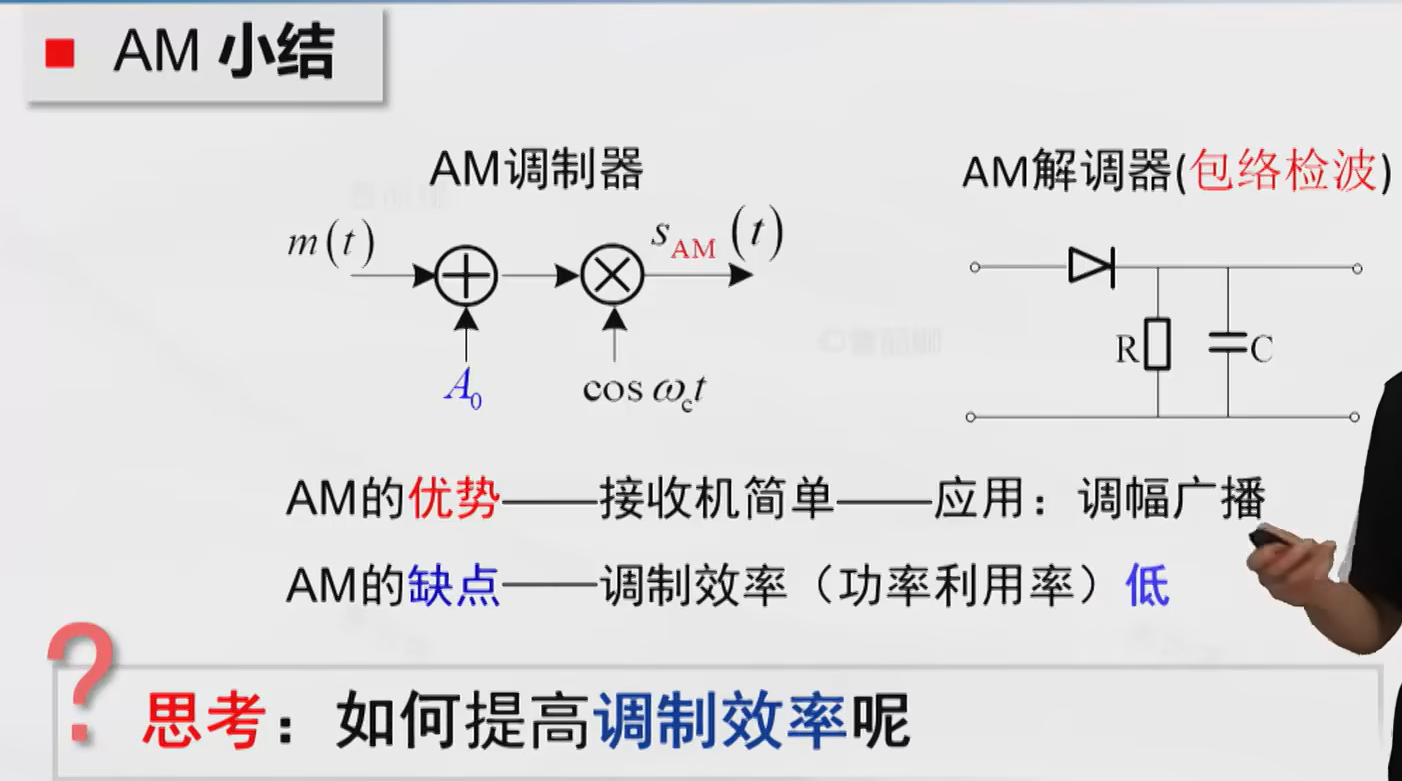 AM 小结
AM调制器
AM解调器(包络检波)
m(t)
s_AM(t)
A_0
cos ω_c t
R
C
AM的优势——接收机简单——应用：调幅广播
AM的缺点——调制效率（功率利用率）低
?
思考：如何提高调制效率呢